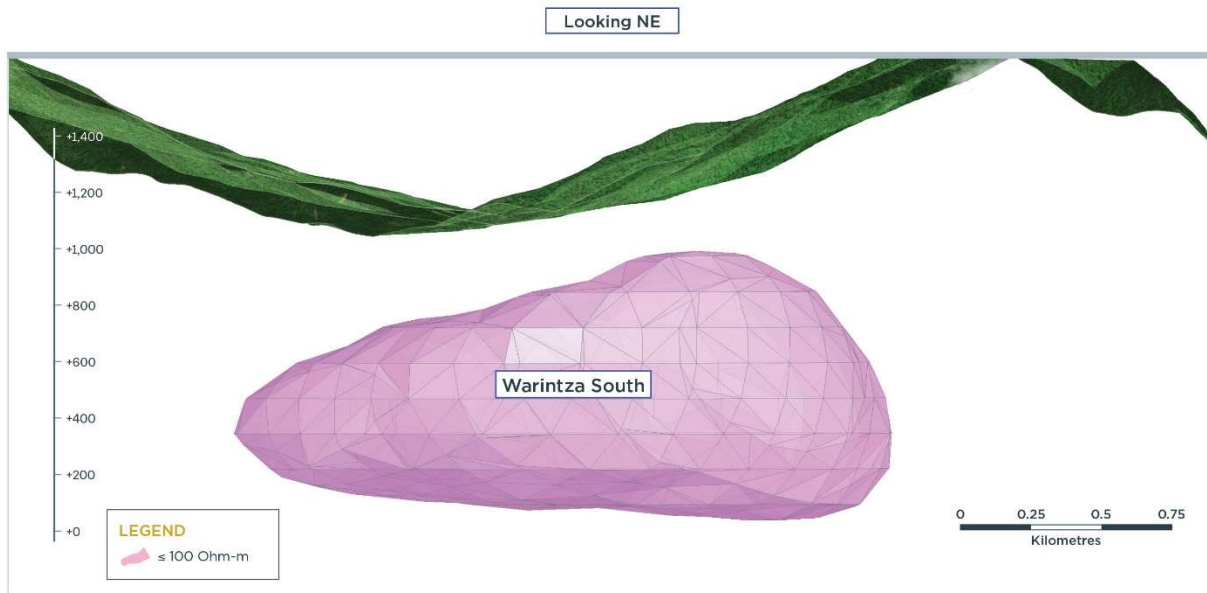 Looking NE
+1,400
+1,200
+1,000
+800
+600
+400
+200
+0
Warintza South
LEGEND
≤ 100 Ohm-m
0 0.25 0.5 0.75
Kilometres